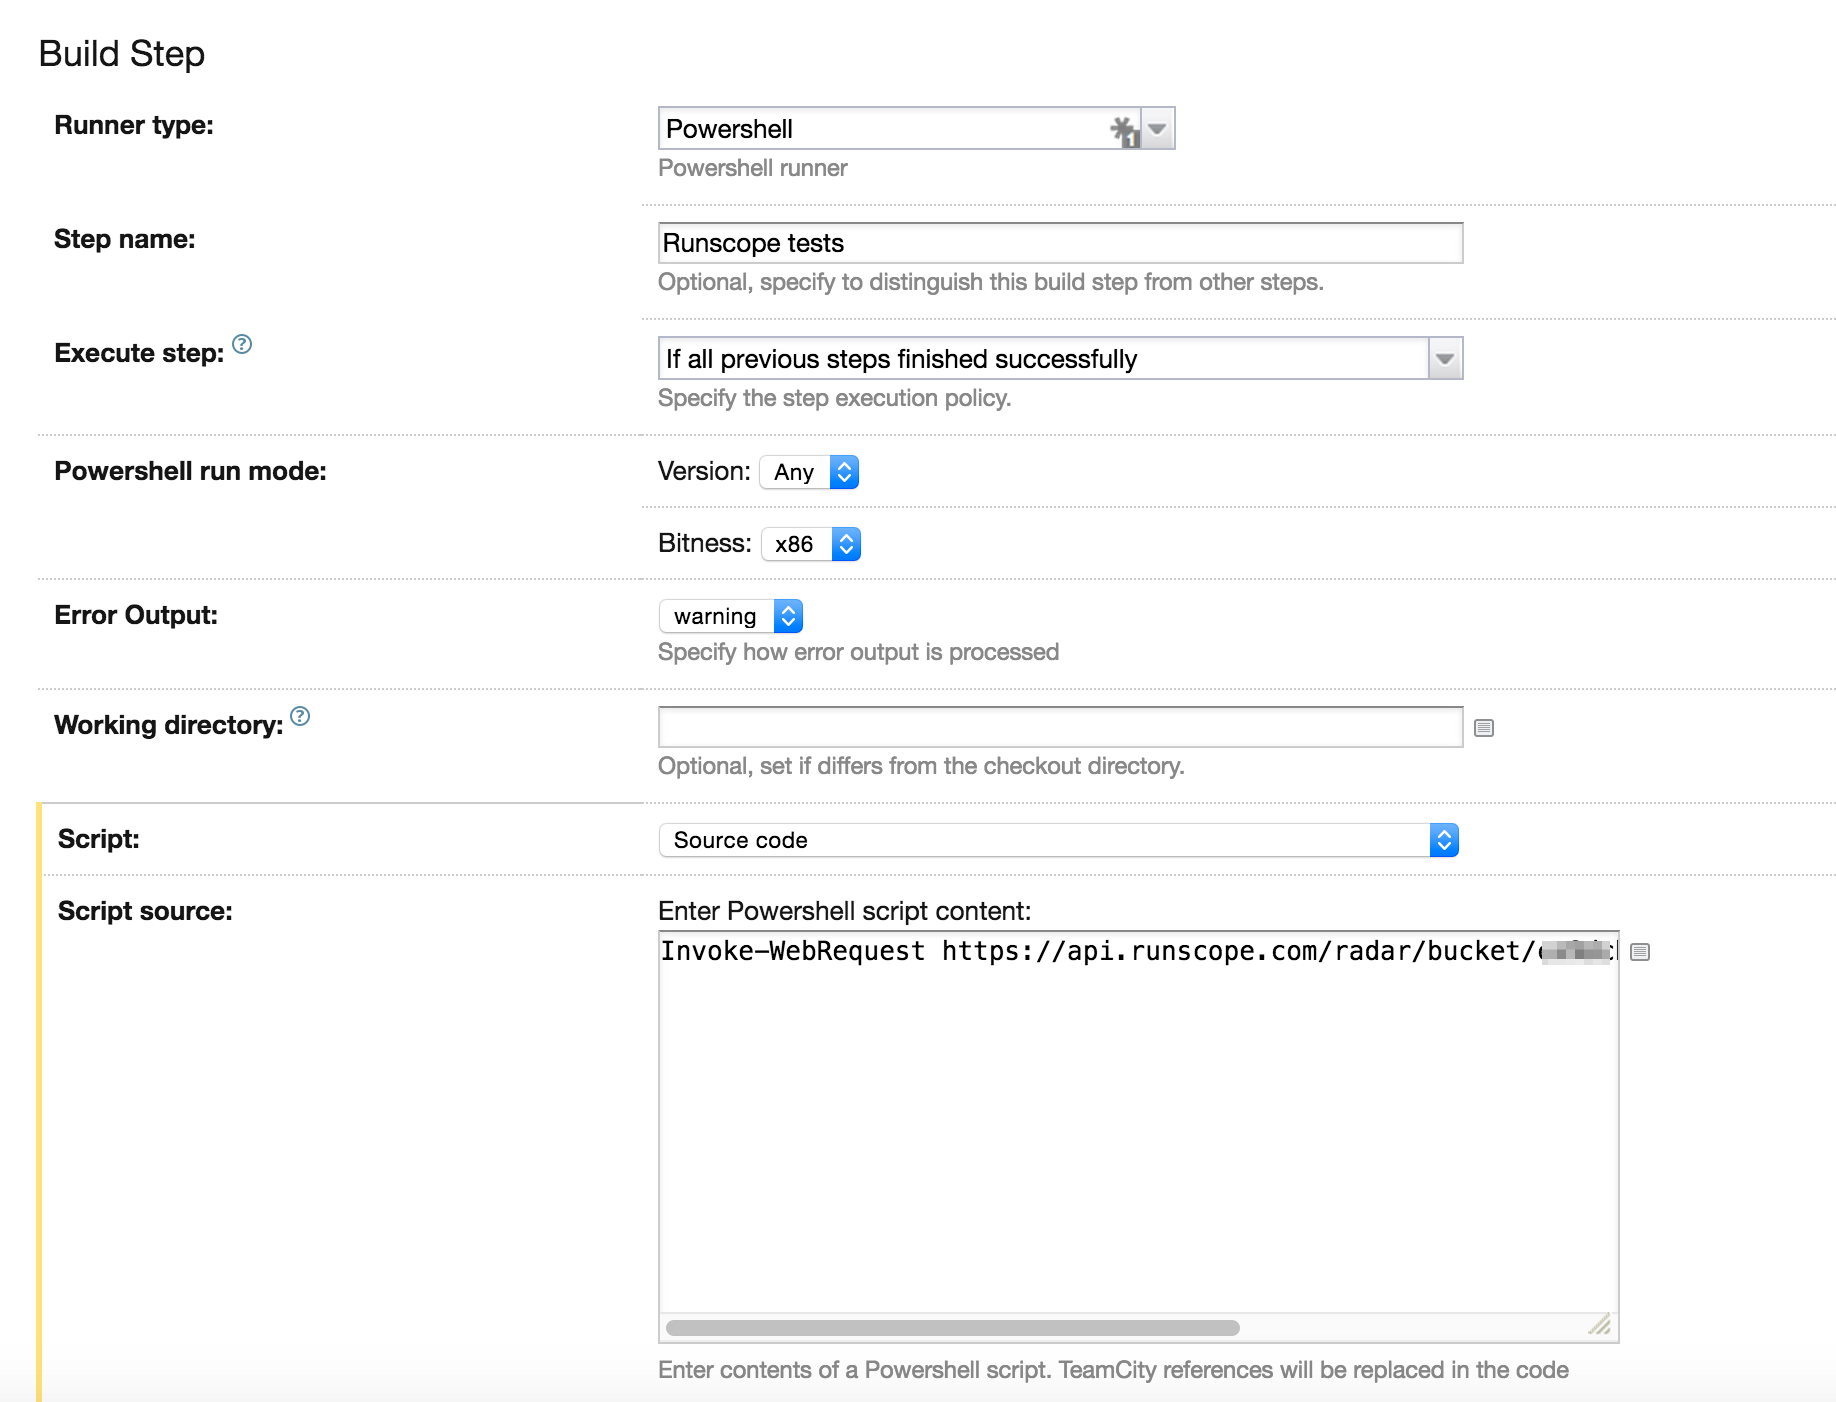 Build Step
Runner type:
Powershell
1
Powershell runner
Step name:
Runscope tests
Optional, specify to distinguish this build step from other steps.
Execute step: ?
If all previous steps finished successfully
Specify the step execution policy.
Powershell run mode:
Version: Any
Bitness: x86
Error Output:
warning
Specify how error output is processed
Working directory: ?
Optional, set if differs from the checkout directory.
Script:
Source code
Script source:
Enter Powershell script content:
Invoke-WebRequest https://api.runscope.com/radar/bucket/
Enter contents of a Powershell script. TeamCity references will be replaced in the code